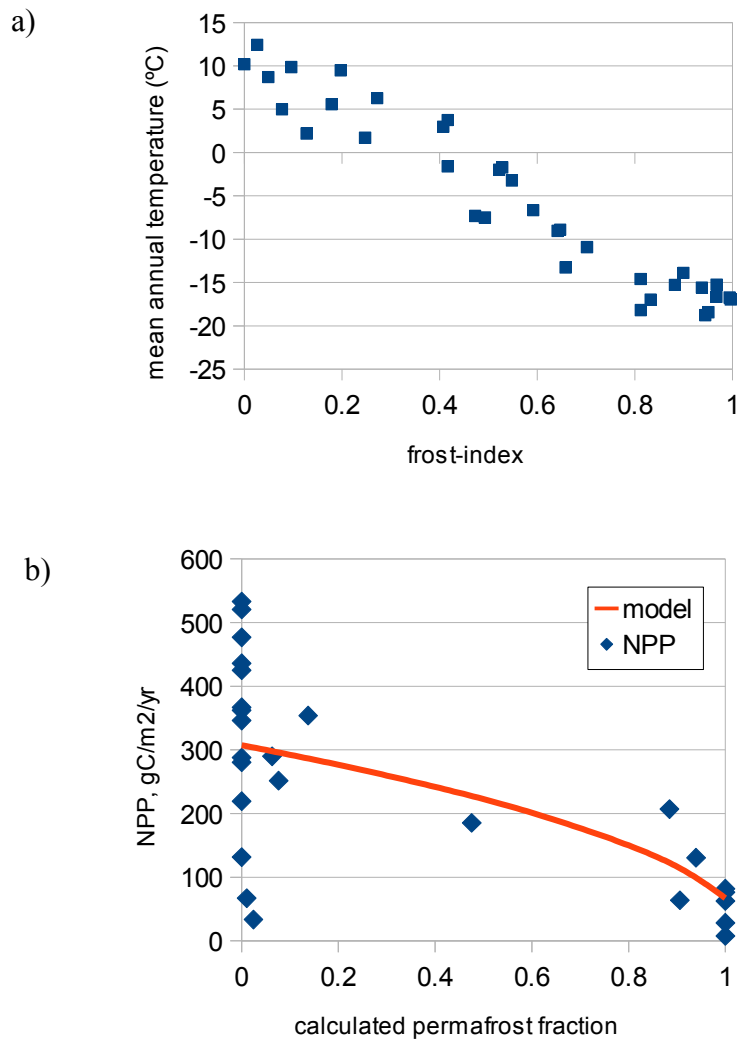 a)
mean annual temperature (ºC)
15
10
5
0
-5
-10
-15
-20
-25
0 0.2 0.4 0.6 0.8 1
frost-index
b)
NPP, gC/m2/yr
600
500
400
300
200
100
0
model
NPP
0 0.2 0.4 0.6 0.8 1
calculated permafrost fraction